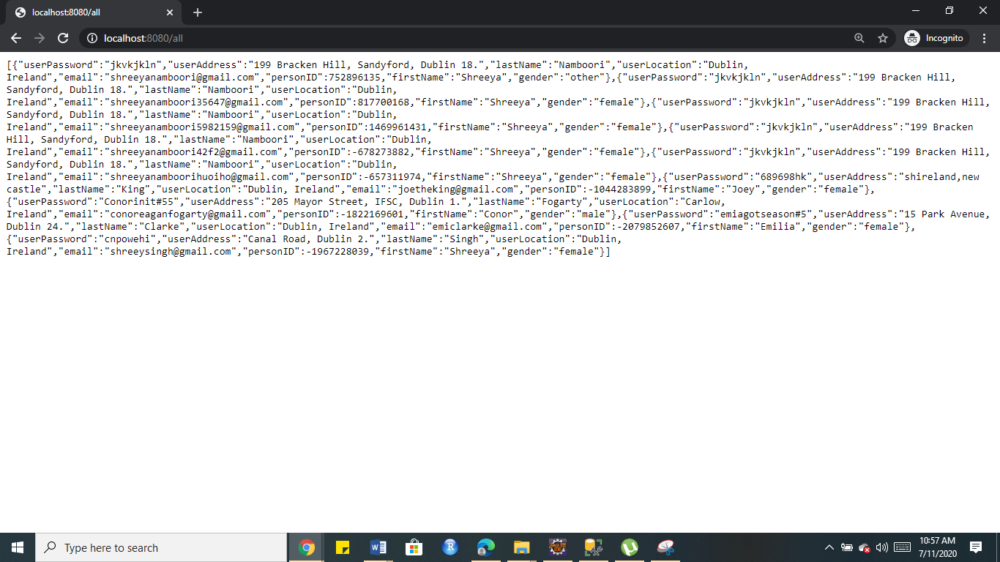 localhost:8080/all
localhost:8080/all
Incognito
[{"userPassword":"jkvkjkln","userAddress":"199 Bracken Hill, Sandyford, Dublin 18.","lastName":"Namboori","userLocation":"Dublin,
Ireland","email":"shreeyanamboori@gmail.com","personID":752896135,"firstName":"Shreeya","gender":"other"},{"userPassword":"jkvkjkln","userAddress":"199 Bracken Hill,
Sandyford, Dublin 18.","lastName":"Namboori","userLocation":"Dublin,
Ireland","email":"shreeyanamboori35647@gmail.com","personID":817700168,"firstName":"Shreeya","gender":"female"},{"userPassword":"jkvkjkln","userAddress":"199 Bracken Hill,
Sandyford, Dublin 18.","lastName":"Namboori","userLocation":"Dublin,
Ireland","email":"shreeyanamboori5982159@gmail.com","personID":1469961431,"firstName":"Shreeya","gender":"female"},{"userPassword":"jkvkjkln","userAddress":"199 Bracken
Hill, Sandyford, Dublin 18.","lastName":"Namboori","userLocation":"Dublin,
Ireland","email":"shreeyanamboori42f2@gmail.com","personID":-678273882,"firstName":"Shreeya","gender":"female"},{"userPassword":"jkvkjkln","userAddress":"199 Bracken Hill,
Sandyford, Dublin 18.","lastName":"Namboori","userLocation":"Dublin,
Ireland","email":"shreeyanamboorihuoiho@gmail.com","personID":-657311974,"firstName":"Shreeya","gender":"female"},{"userPassword":"689698hk","userAddress":"shireland,new
castle","lastName":"King","userLocation":"Dublin, Ireland","email":"joetheking@gmail.com","personID":-1044283899,"firstName":"Joey","gender":"female"},
{"userPassword":"Conorinit#55","userAddress":"205 Mayor Street, IFSC, Dublin 1.","lastName":"Fogarty","userLocation":"Carlow,
Ireland","email":"conoreaganfogarty@gmail.com","personID":-1822169601,"firstName":"Conor","gender":"male"},{"userPassword":"emiagotseason#5","userAddress":"15 Park Avenue,
Dublin 24.","lastName":"Clarke","userLocation":"Dublin, Ireland","email":"emiclarke@gmail.com","personID":-2079852607,"firstName":"Emilia","gender":"female"},
{"userPassword":"cnpowehi","userAddress":"Canal Road, Dublin 2.","lastName":"Singh","userLocation":"Dublin,
Ireland","email":"shreeysingh@gmail.com","personID":-1967228039,"firstName":"Shreeya","gender":"female"}]
Type here to search
10:57 AM
7/11/2020